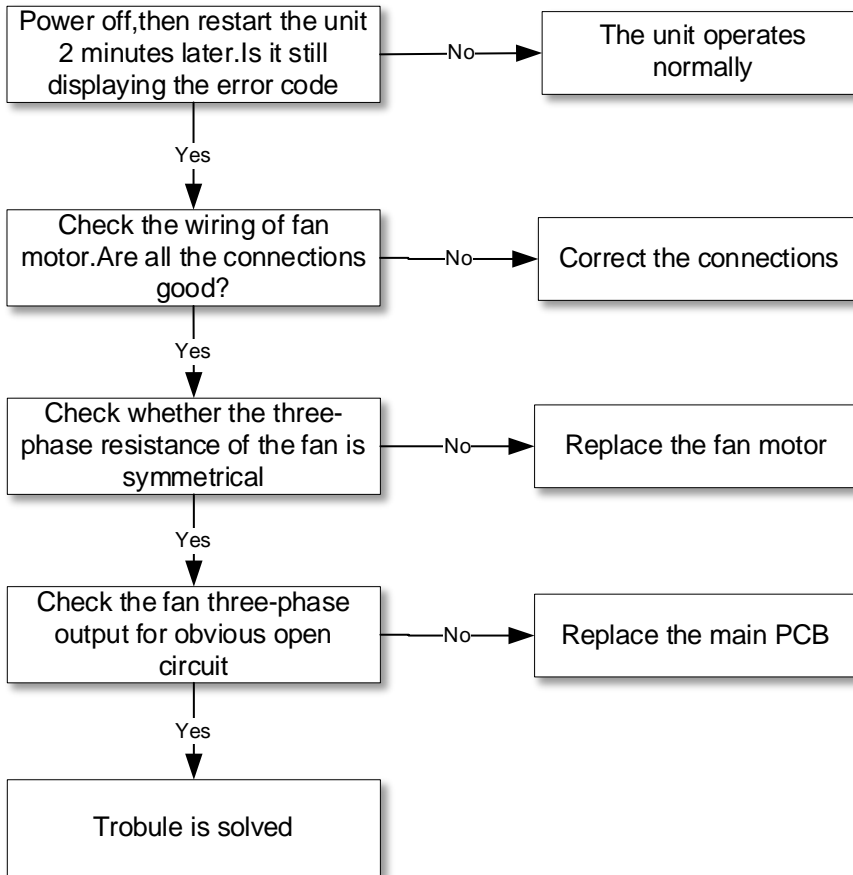 Power off,then restart the unit
2 minutes later.Is it still
displaying the error code
No
The unit operates
normally
Yes
Check the wiring of fan
motor.Are all the connections
good?
No
Correct the connections
Yes
Check whether the three-
phase resistance of the fan is
symmetrical
No
Replace the fan motor
Yes
Check the fan three-phase
output for obvious open
circuit
No
Replace the main PCB
Yes
Trobule is solved